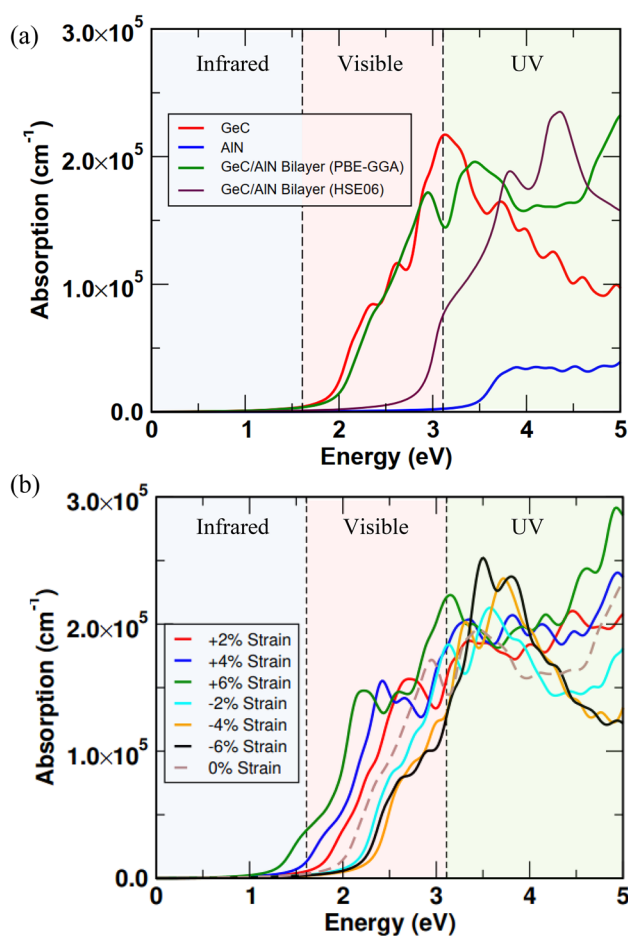 (a)
3.0×10⁵
2.0×10⁵
1.0×10⁵
0.0
Absorption (cm⁻¹)
Infrared Visible UV
GeC
AlN
GeC/AlN Bilayer (PBE-GGA)
GeC/AlN Bilayer (HSE06)
0 1 2 3 4 5
Energy (eV)
(b)
3.0×10⁵
2.0×10⁵
1.0×10⁵
0.0
Absorption (cm⁻¹)
Infrared Visible UV
+2% Strain
+4% Strain
+6% Strain
-2% Strain
-4% Strain
-6% Strain
0% Strain
0 1 2 3 4 5
Energy (eV)